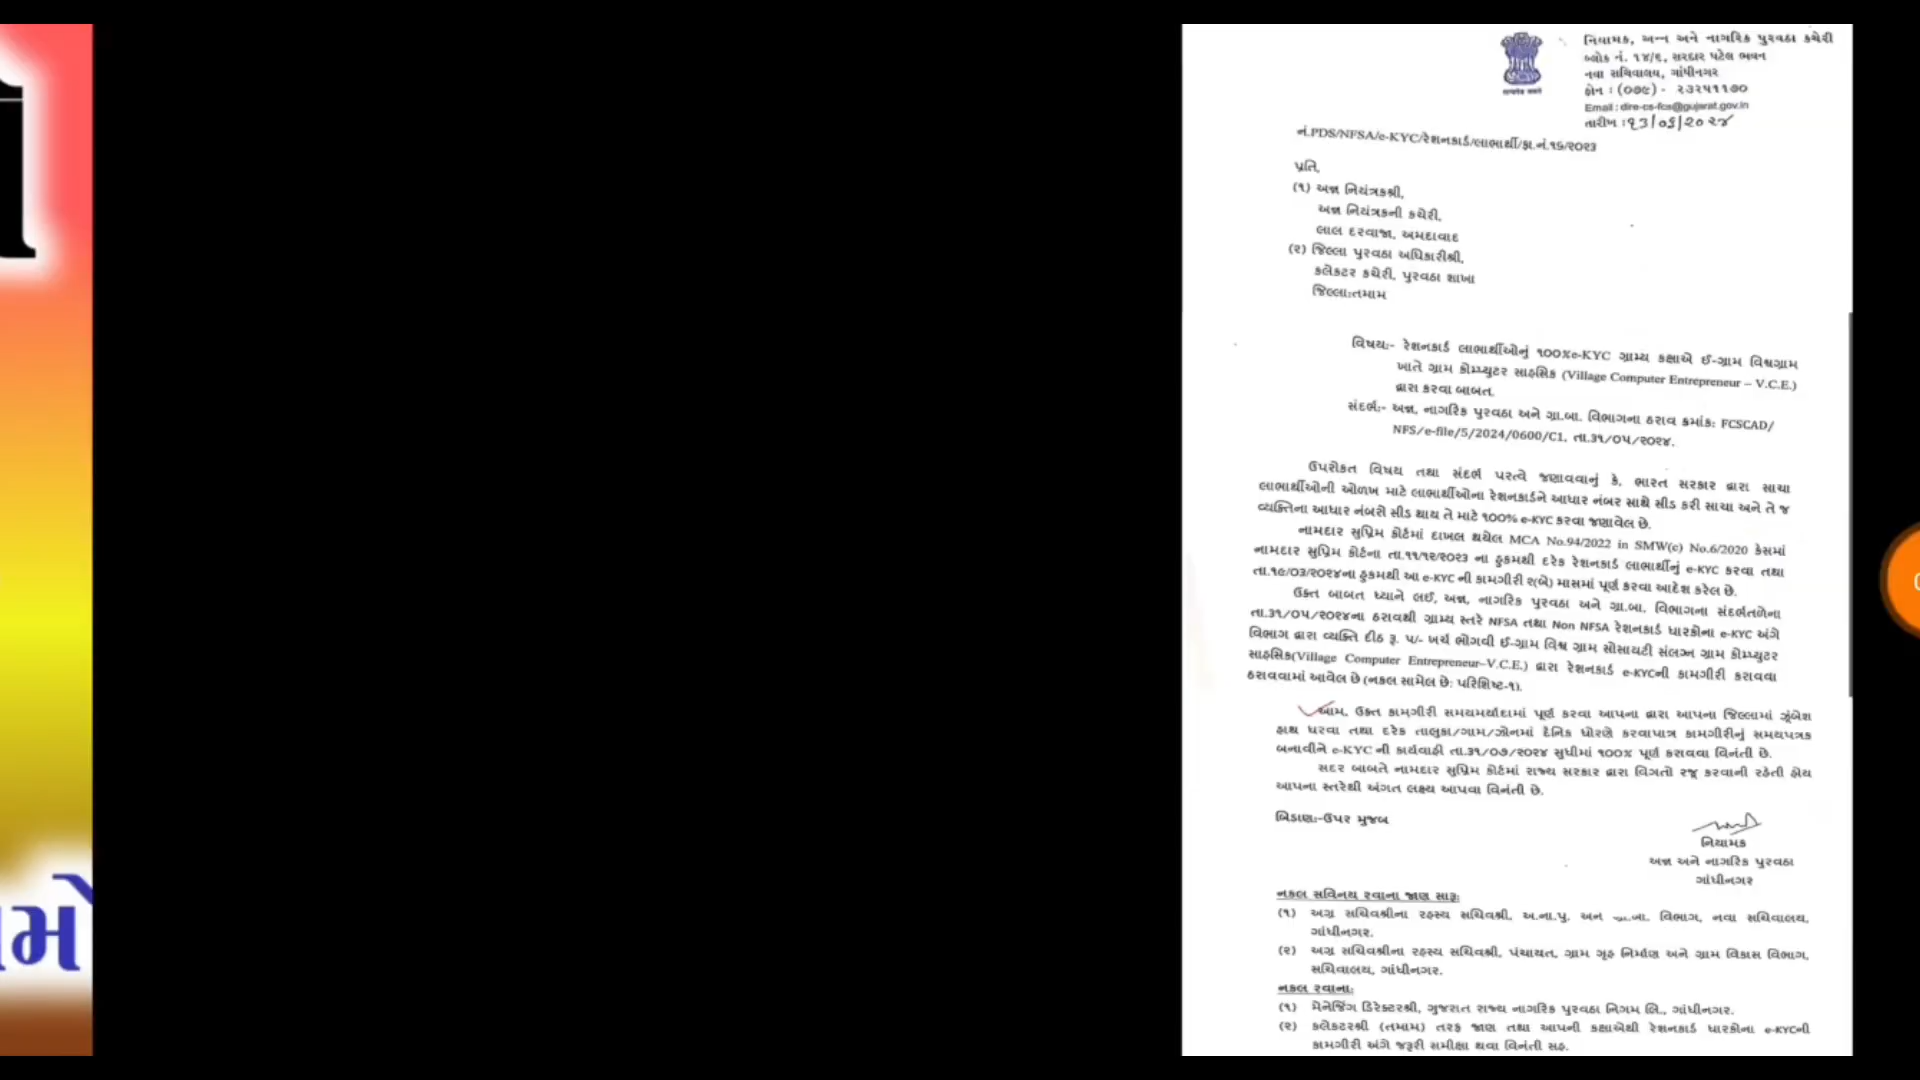 નિયામક, અન્ન અને નાગરિક પુરવઠા કચેરી
બ્લોક નં. ૧૪/૬, સરદાર પટેલ ભવન
નવા સચિવાલય, ગાંધીનગર
ફોન : (૦૭૯) - ૨૩૨૫૧૧૭૦
Email : dire-cs-fcs@gujarat.gov.in
તારીખ :૧૩/૦૬/૨૦૨૪
નં.PDS/NFSA/e-KYC/રેશનકાર્ડ/લાભાર્થી/ફા.નં.૧૬/૨૦૨૩
પ્રતિ,
(૧) અન્ન નિયંત્રકશ્રી,
અન્ન નિયંત્રકની કચેરી,
લાલ દરવાજા, અમદાવાદ
(૨) જિલ્લા પુરવઠા અધિકારીશ્રી,
કલેકટર કચેરી, પુરવઠા શાખા
જિલ્લા:તમામ
વિષય:- રેશનકાર્ડ લાભાર્થીઓનું ૧૦૦%e-KYC ગ્રામ્ય કક્ષાએ ઈ-ગ્રામ વિશ્વગ્રામ
ખાતે ગ્રામ કોમ્પ્યુટર સાહસિક (Village Computer Entrepreneur – V.C.E.)
દ્વારા કરવા બાબત.
સંદર્ભ:- અન્ન, નાગરિક પુરવઠા અને ગ્રા.બા. વિભાગના ઠરાવ ક્રમાંક: FCSCAD/
NFS/e-file/5/2024/0600/C1, તા.૩૧/૦૫/૨૦૨૪.
ઉપરોકત વિષય તથા સંદર્ભ પરત્વે જણાવવાનું કે, ભારત સરકાર દ્વારા સાચા
લાભાર્થીઓની ઓળખ માટે લાભાર્થીઓના રેશનકાર્ડને આધાર નંબર સાથે સીડ કરી સાચા અને તે જ
વ્યક્તિના આધાર નંબરો સીડ થાય તે માટે ૧૦૦% e-KYC કરવા જણાવેલ છે.
નામદાર સુપ્રિમ કોર્ટમાં દાખલ થયેલ MCA No.94/2022 in SMW(c) No.6/2020 કેસમાં
નામદાર સુપ્રિમ કોર્ટના તા.૧૧/૧૨/૨૦૨૩ ના હુકમથી દરેક રેશનકાર્ડ લાભાર્થીનું e-KYC કરવા તથા
તા.૧૯/૦૩/૨૦૨૪ના હુકમથી આ e-KYC ની કામગીરી ૨(બે) માસમાં પૂર્ણ કરવા આદેશ કરેલ છે.
ઉક્ત બાબત ધ્યાને લઈ, અન્ન, નાગરિક પુરવઠા અને ગ્રા.બા. વિભાગના સંદર્ભતળેના
તા.૩૧/૦૫/૨૦૨૪ના ઠરાવથી ગ્રામ્ય સ્તરે NFSA તથા Non NFSA રેશનકાર્ડ ધારકોના e-KYC અંગે
વિભાગ દ્વારા વ્યક્તિ દીઠ રૂ. ૫/- ખર્ચ ભોગવી ઈ-ગ્રામ વિશ્વ ગ્રામ સોસાયટી સંલગ્ન ગ્રામ કોમ્પ્યુટર
સાહસિક(Village Computer Entrepreneur–V.C.E.) દ્વારા રેશનકાર્ડ e-KYCની કામગીરી કરાવવા
ઠરાવવામાં આવેલ છે (નકલ સામેલ છે: પરિશિષ્ટ-૧).
આમ, ઉક્ત કામગીરી સમયમર્યાદામાં પૂર્ણ કરવા આપના દ્વારા આપના જિલ્લામાં ઝૂંબેશ
હાથ ધરવા તથા દરેક તાલુકા/ગામ/ઝોનમાં દૈનિક ધોરણે કરવાપાત્ર કામગીરીનું સમયપત્રક
બનાવીને e-KYC ની કાર્યવાહી તા.૩૧/૦૭/૨૦૨૪ સુધીમાં ૧૦૦% પૂર્ણ કરાવવા વિનંતી છે.
સદર બાબતે નામદાર સુપ્રિમ કોર્ટમાં રાજ્ય સરકાર દ્વારા વિગતો રજૂ કરવાની રહેતી હોય
આપના સ્તરેથી અંગત લક્ષ્ય આપવા વિનંતી છે.
બિડાણ:-ઉપર મુજબ
નિયામક
અન્ન અને નાગરિક પુરવઠા
ગાંધીનગર
નકલ સવિનય રવાના જાણ સારૂ:
(૧) અગ્ર સચિવશ્રીના રહસ્ય સચિવશ્રી, અ.ના.પુ. અને ગ્રા.બા. વિભાગ, નવા સચિવાલય,
ગાંધીનગર.
(૨) અગ્ર સચિવશ્રીના રહસ્ય સચિવશ્રી, પંચાયત, ગ્રામ ગૃહ નિર્માણ અને ગ્રામ વિકાસ વિભાગ,
સચિવાલય, ગાંધીનગર.
નકલ રવાના:
(૧) મેનેજિંગ ડિરેક્ટરશ્રી, ગુજરાત રાજ્ય નાગરિક પુરવઠા નિગમ લિ., ગાંધીનગર.
(૨) કલેકટરશ્રી (તમામ) તરફ જાણ તથા આપની કક્ષાએથી રેશનકાર્ડ ધારકોના e-KYCની
કામગીરી અંગે જરૂરી સમીક્ષા થવા વિનંતી સહ.